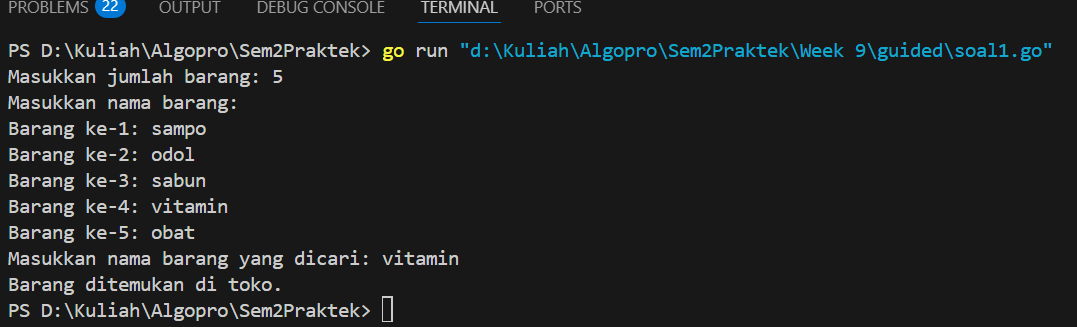 PROBLEMS 22 OUTPUT DEBUG CONSOLE TERMINAL PORTS
PS D:\Kuliah\Algopro\Sem2Praktek> go run "d:\Kuliah\Algopro\Sem2Praktek\Week 9\guided\soal1.go"
Masukkan jumlah barang: 5
Masukkan nama barang:
Barang ke-1: sampo
Barang ke-2: odol
Barang ke-3: sabun
Barang ke-4: vitamin
Barang ke-5: obat
Masukkan nama barang yang dicari: vitamin
Barang ditemukan di toko.
PS D:\Kuliah\Algopro\Sem2Praktek>